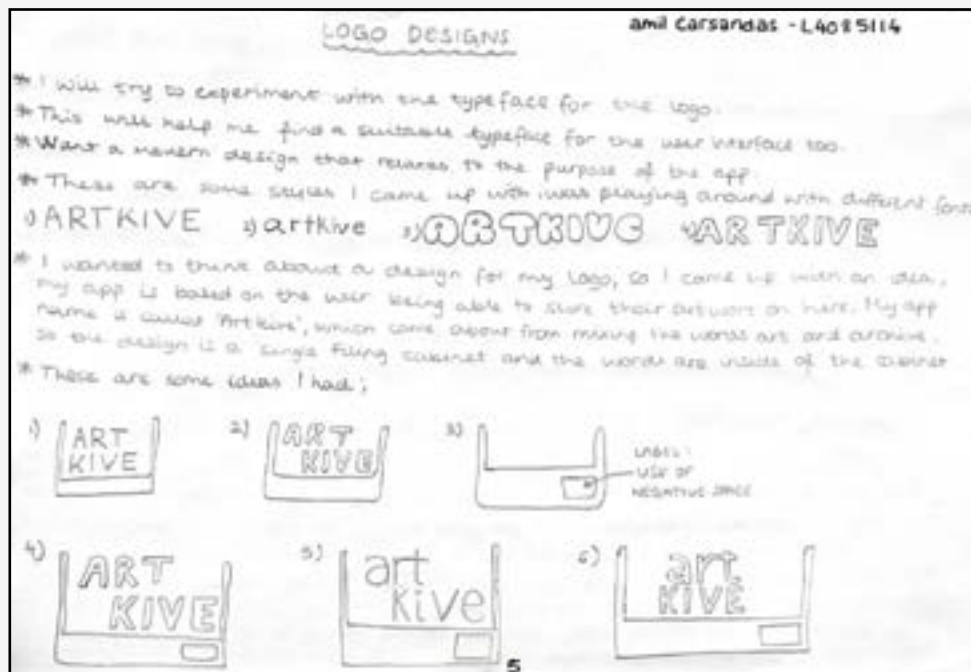 LOGO DESIGNS
amil Carsandas - L4085114
* I will try to experiment with the typeface for the logo.
* This will help me find a suitable typeface for the user interface too.
* Want a modern design that relates to the purpose of the app.
* These are some styles I came up with iwas playing around with different fonts
1) ARTKIVE 2) artkive 3) ARTKIVE 4) ARTKIVE
* I wanted to think about a design for my logo, so I came up with an idea.
My app is based on the user being able to store their artwork on here. My app
name is called 'Artkive', which came about from mixing the words art and archive.
so the design is a single filing cabinet and the words are inside of the cabinet
* These are some ideas I had;
1) ART
KIVE
2) ART
KIVE
3)
LABEL:
USE OF
NEGATIVE SPACE
4) ART
KIVE
5) art
kive
6) art
KIVE
5